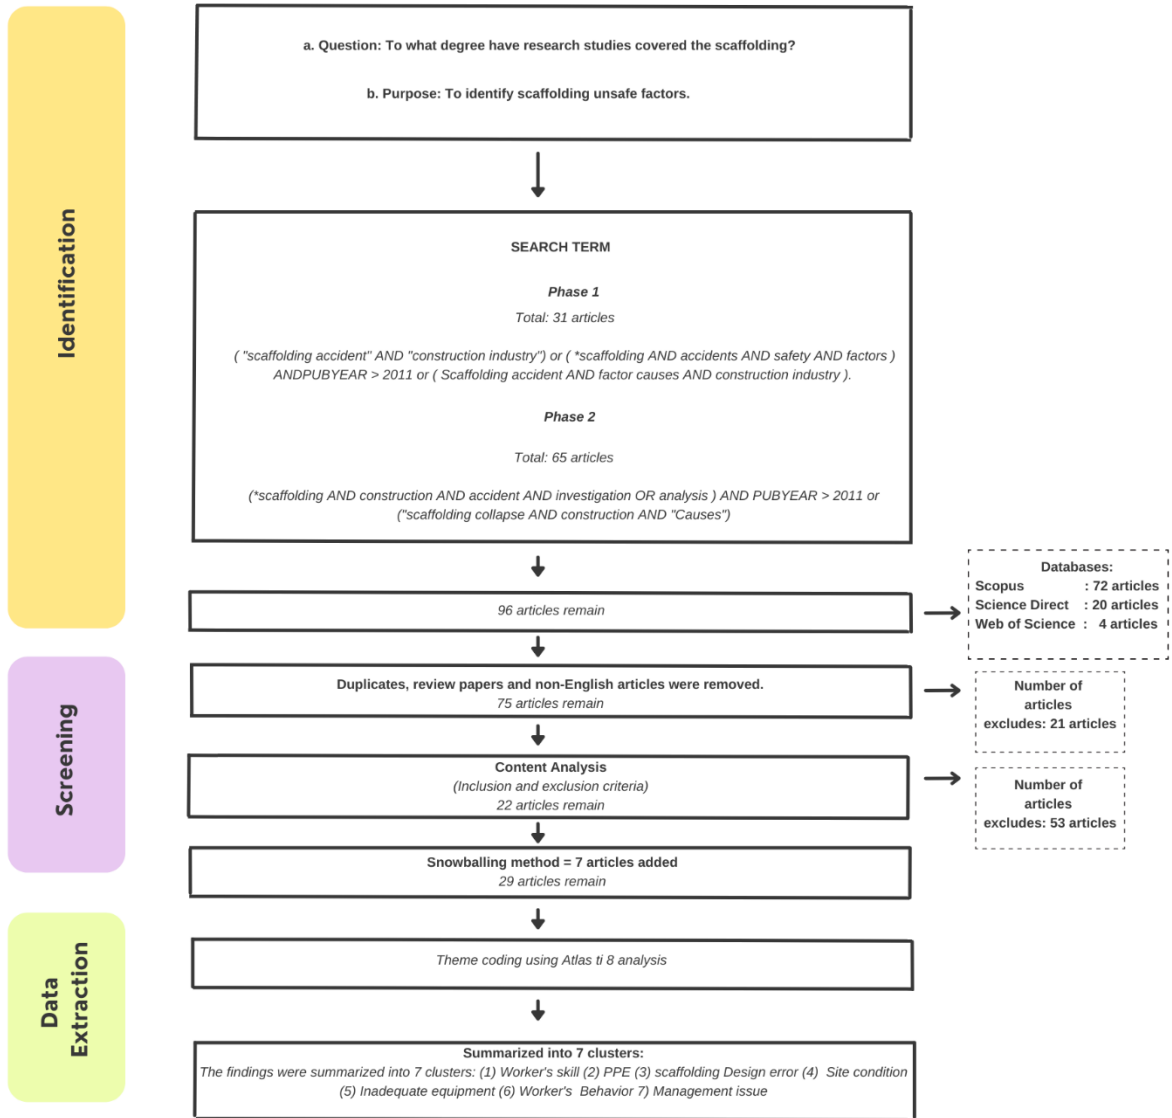 Identification
a. Question: To what degree have research studies covered the scaffolding?
b. Purpose: To identify scaffolding unsafe factors.
SEARCH TERM
Phase 1
Total: 31 articles
( "scaffolding accident" AND "construction industry") or ( *scaffolding AND accidents AND safety AND factors )
ANDPUBYEAR > 2011 or ( Scaffolding accident AND factor causes AND construction industry ).
Phase 2
Total: 65 articles
(*scaffolding AND construction AND accident AND investigation OR analysis ) AND PUBYEAR > 2011 or
("scaffolding collapse AND construction AND "Causes")
96 articles remain
Databases:
Scopus : 72 articles
Science Direct : 20 articles
Web of Science : 4 articles
Screening
Duplicates, review papers and non-English articles were removed.
75 articles remain
Number of
articles
excludes: 21 articles
Content Analysis
(Inclusion and exclusion criteria)
22 articles remain
Number of
articles
excludes: 53 articles
Snowballing method = 7 articles added
29 articles remain
Data
Extraction
Theme coding using Atlas ti 8 analysis
Summarized into 7 clusters:
The findings were summarized into 7 clusters: (1) Worker's skill (2) PPE (3) scaffolding Design error (4) Site condition
(5) Inadequate equipment (6) Worker's Behavior 7) Management issue